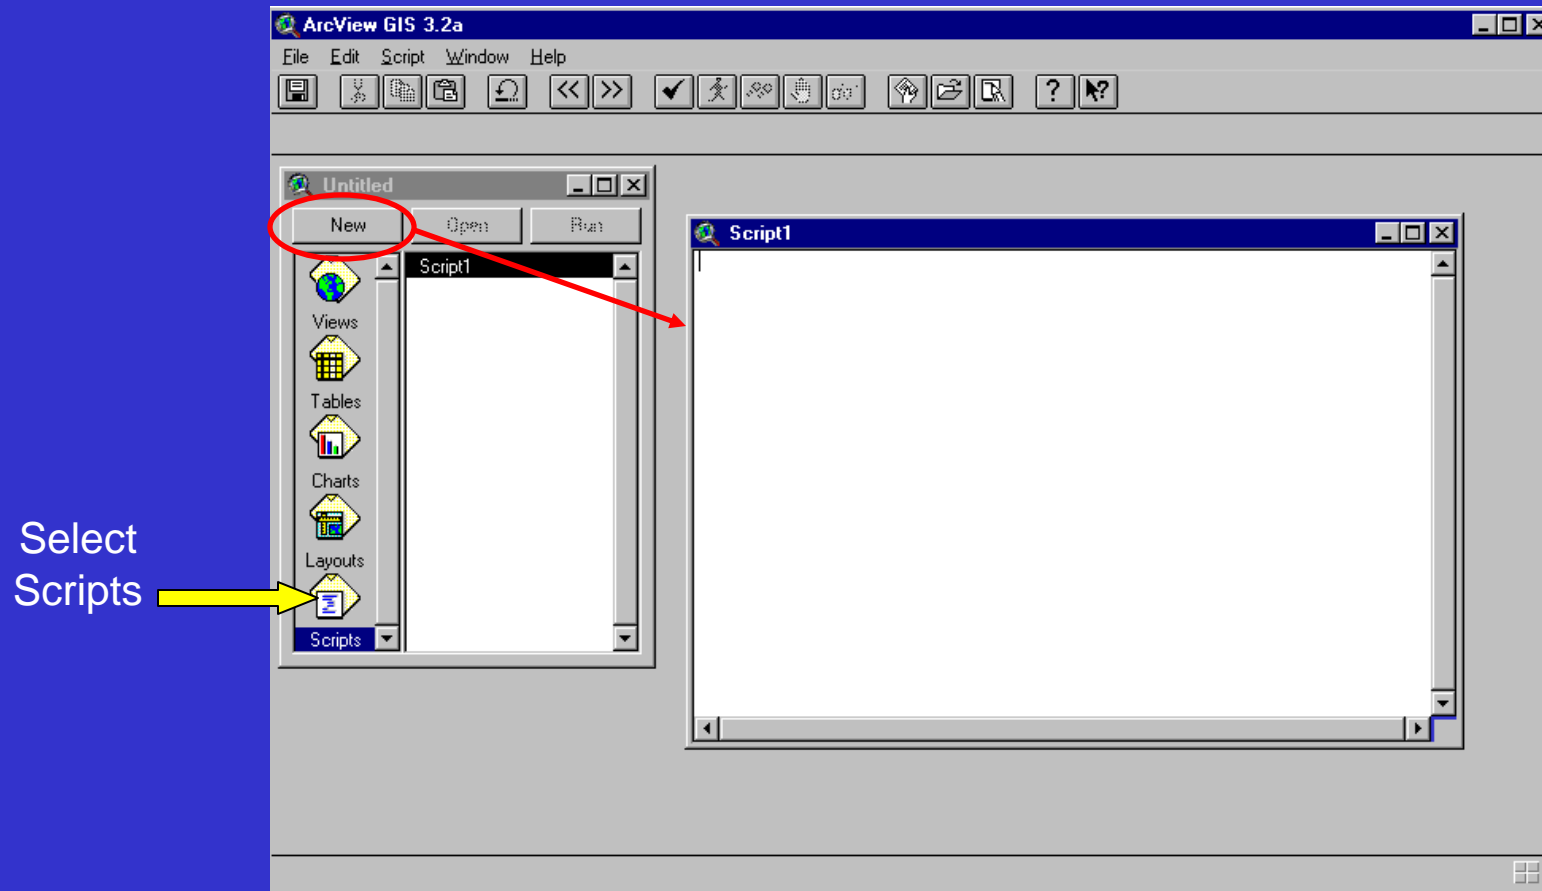 ArcView GIS 3.2a
File Edit Script Window Help
Untitled
New Open Run
Script1
Script1
Views
Tables
Charts
Layouts
Scripts
Select
Scripts